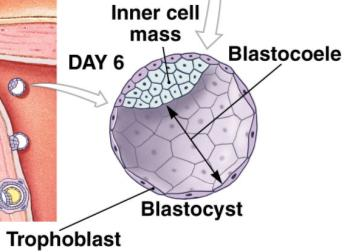 Inner cell
mass
DAY 6
Blastocoele
Blastocyst
Trophoblast